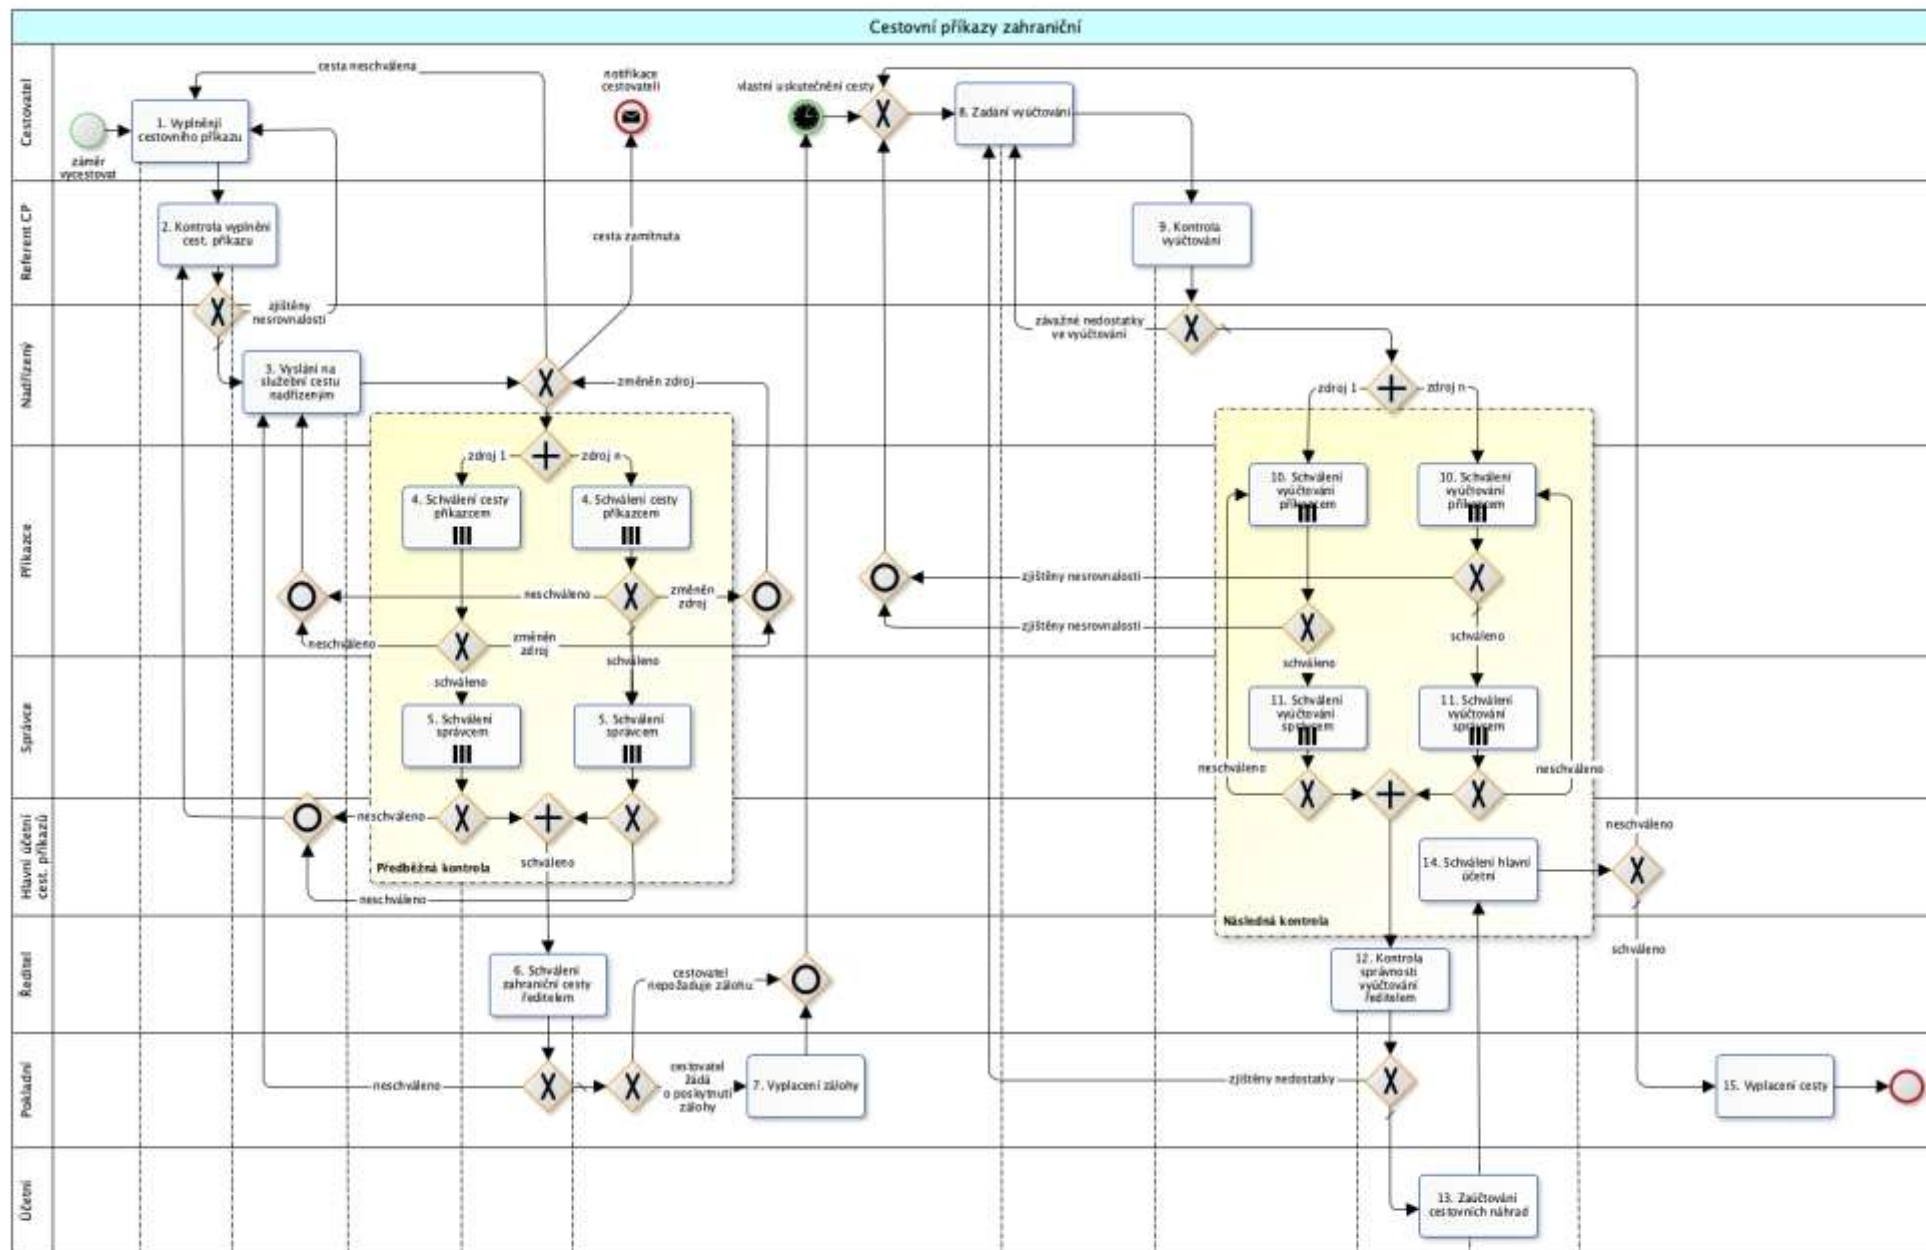 Cestovní příkazy zahraniční
Cestovatel
záměr
vycestovat
1. Vyplnění
cestovního příkazu
cesta neschválena
notifikace
cestovateli
vlastní uskutečnění cesty
8. Zadání vyúčtování
Referent CP
2. Kontrola vyplnění
cest. příkazu
zjištěny
nesrovnalosti
cesta zamítnuta
9. Kontrola
vyúčtování
Nadřízený
3. Vyslání na
služební cestu
nadřízeným
změněn zdroj
závažné nedostatky
ve vyúčtování
zdroj 1
zdroj n
Příkazce
zdroj 1
zdroj n
4. Schválení cesty
příkazcem
4. Schválení cesty
příkazcem
neschváleno
změněn
zdroj
neschváleno
změněn
zdroj
schváleno
schváleno
10. Schválení
vyúčtování
příkazcem
10. Schválení
vyúčtování
příkazcem
zjištěny nesrovnalosti
zjištěny nesrovnalosti
schváleno
schváleno
Správce
5. Schválení
správcem
5. Schválení
správcem
11. Schválení
vyúčtování
správcem
11. Schválení
vyúčtování
správcem
neschváleno
neschváleno
Hlavní účetní
cest. příkazů
neschváleno
schváleno
Předběžná kontrola
neschváleno
14. Schválení hlavní
účetní
neschváleno
Následná kontrola
schváleno
Ředitel
6. Schválení
zahraniční cesty
ředitelem
cestovatel
nepožaduje zálohu
12. Kontrola
správnosti
vyúčtování
ředitelem
Pokladní
neschváleno
cestovatel
žádá
o poskytnutí
zálohy
7. Vyplacení zálohy
zjištěny nedostatky
15. Vyplacení cesty
Účetní
13. Zaúčtování
cestovních náhrad